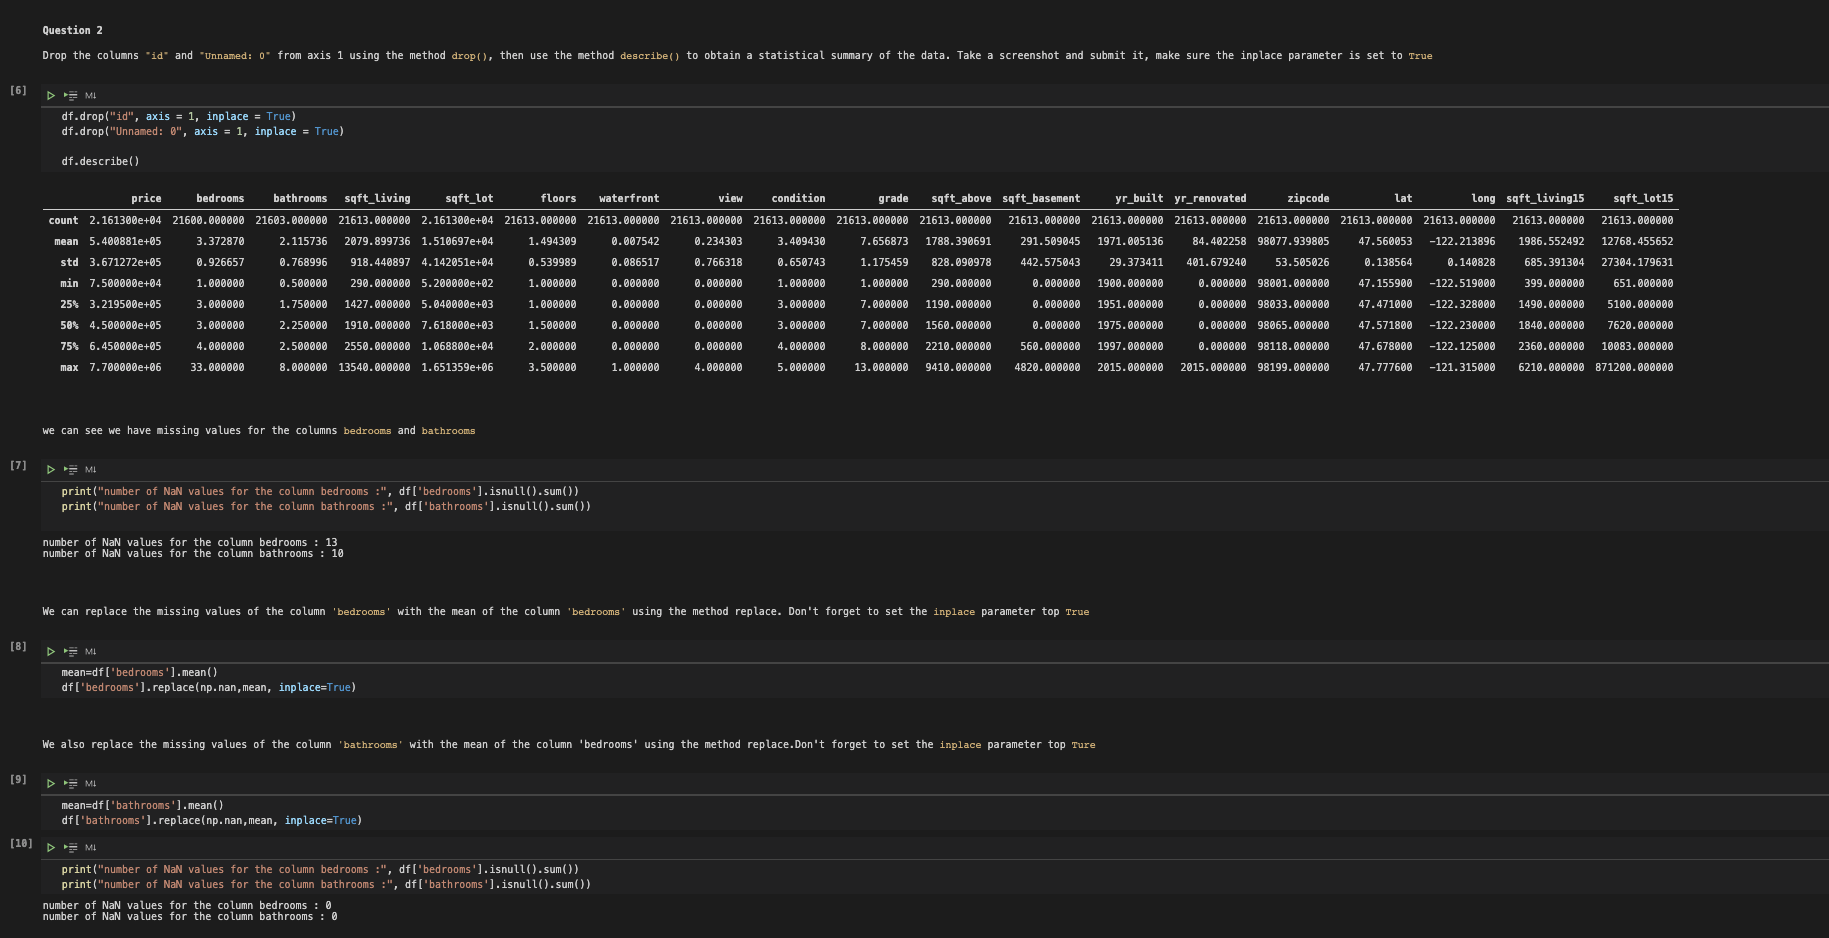 Question 2
Drop the columns "id" and "Unnamed: 0" from axis 1 using the method drop(), then use the method describe() to obtain a statistical summary of the data. Take a screenshot and submit it, make sure the inplace parameter is set to True
[6]
M↓
df.drop("id", axis = 1, inplace = True)
df.drop("Unnamed: 0", axis = 1, inplace = True)
df.describe()
price bedrooms bathrooms sqft_living sqft_lot floors waterfront view condition grade sqft_above sqft_basement yr_built yr_renovated zipcode lat long sqft_living15 sqft_lot15
count 2.161300e+04 21600.000000 21603.000000 21613.000000 2.161300e+04 21613.000000 21613.000000 21613.000000 21613.000000 21613.000000 21613.000000 21613.000000 21613.000000 21613.000000 21613.000000 21613.000000 21613.000000 21613.000000 21613.000000
mean 5.400881e+05 3.372870 2.115736 2079.899736 1.510697e+04 1.494309 0.007542 0.234303 3.409430 7.656873 1788.390691 291.509045 1971.005136 84.402258 98077.939805 47.560053 -122.213896 1986.552492 12768.455652
std 3.671272e+05 0.926657 0.768996 918.440897 4.142051e+04 0.539989 0.086517 0.766318 0.650743 1.175459 828.090978 442.575043 29.373411 401.679240 53.505026 0.138564 0.140828 685.391304 27304.179631
min 7.500000e+04 1.000000 0.500000 290.000000 5.200000e+02 1.000000 0.000000 0.000000 1.000000 1.000000 290.000000 0.000000 1900.000000 0.000000 98001.000000 47.155900 -122.519000 399.000000 651.000000
25% 3.219500e+05 3.000000 1.750000 1427.000000 5.040000e+03 1.000000 0.000000 0.000000 3.000000 7.000000 1190.000000 0.000000 1951.000000 0.000000 98033.000000 47.471000 -122.328000 1490.000000 5100.000000
50% 4.500000e+05 3.000000 2.250000 1910.000000 7.618000e+03 1.500000 0.000000 0.000000 3.000000 7.000000 1560.000000 0.000000 1975.000000 0.000000 98065.000000 47.571800 -122.230000 1840.000000 7620.000000
75% 6.450000e+05 4.000000 2.500000 2550.000000 1.068800e+04 2.000000 0.000000 0.000000 4.000000 8.000000 2210.000000 560.000000 1997.000000 0.000000 98118.000000 47.678000 -122.125000 2360.000000 10083.000000
max 7.700000e+06 33.000000 8.000000 13540.000000 1.651359e+06 3.500000 1.000000 4.000000 5.000000 13.000000 9410.000000 4820.000000 2015.000000 2015.000000 98199.000000 47.777600 -121.315000 6210.000000 871200.000000
we can see we have missing values for the columns bedrooms and bathrooms
[7]
M↓
print("number of NaN values for the column bedrooms :", df['bedrooms'].isnull().sum())
print("number of NaN values for the column bathrooms :", df['bathrooms'].isnull().sum())
number of NaN values for the column bedrooms : 13
number of NaN values for the column bathrooms : 10
We can replace the missing values of the column 'bedrooms' with the mean of the column 'bedrooms' using the method replace. Don't forget to set the inplace parameter top True
[8]
M↓
mean=df['bedrooms'].mean()
df['bedrooms'].replace(np.nan,mean, inplace=True)
We also replace the missing values of the column 'bathrooms' with the mean of the column 'bedrooms' using the method replace.Don't forget to set the inplace parameter top Ture
[9]
M↓
mean=df['bathrooms'].mean()
df['bathrooms'].replace(np.nan,mean, inplace=True)
[10]
M↓
print("number of NaN values for the column bedrooms :", df['bedrooms'].isnull().sum())
print("number of NaN values for the column bathrooms :", df['bathrooms'].isnull().sum())
number of NaN values for the column bedrooms : 0
number of NaN values for the column bathrooms : 0